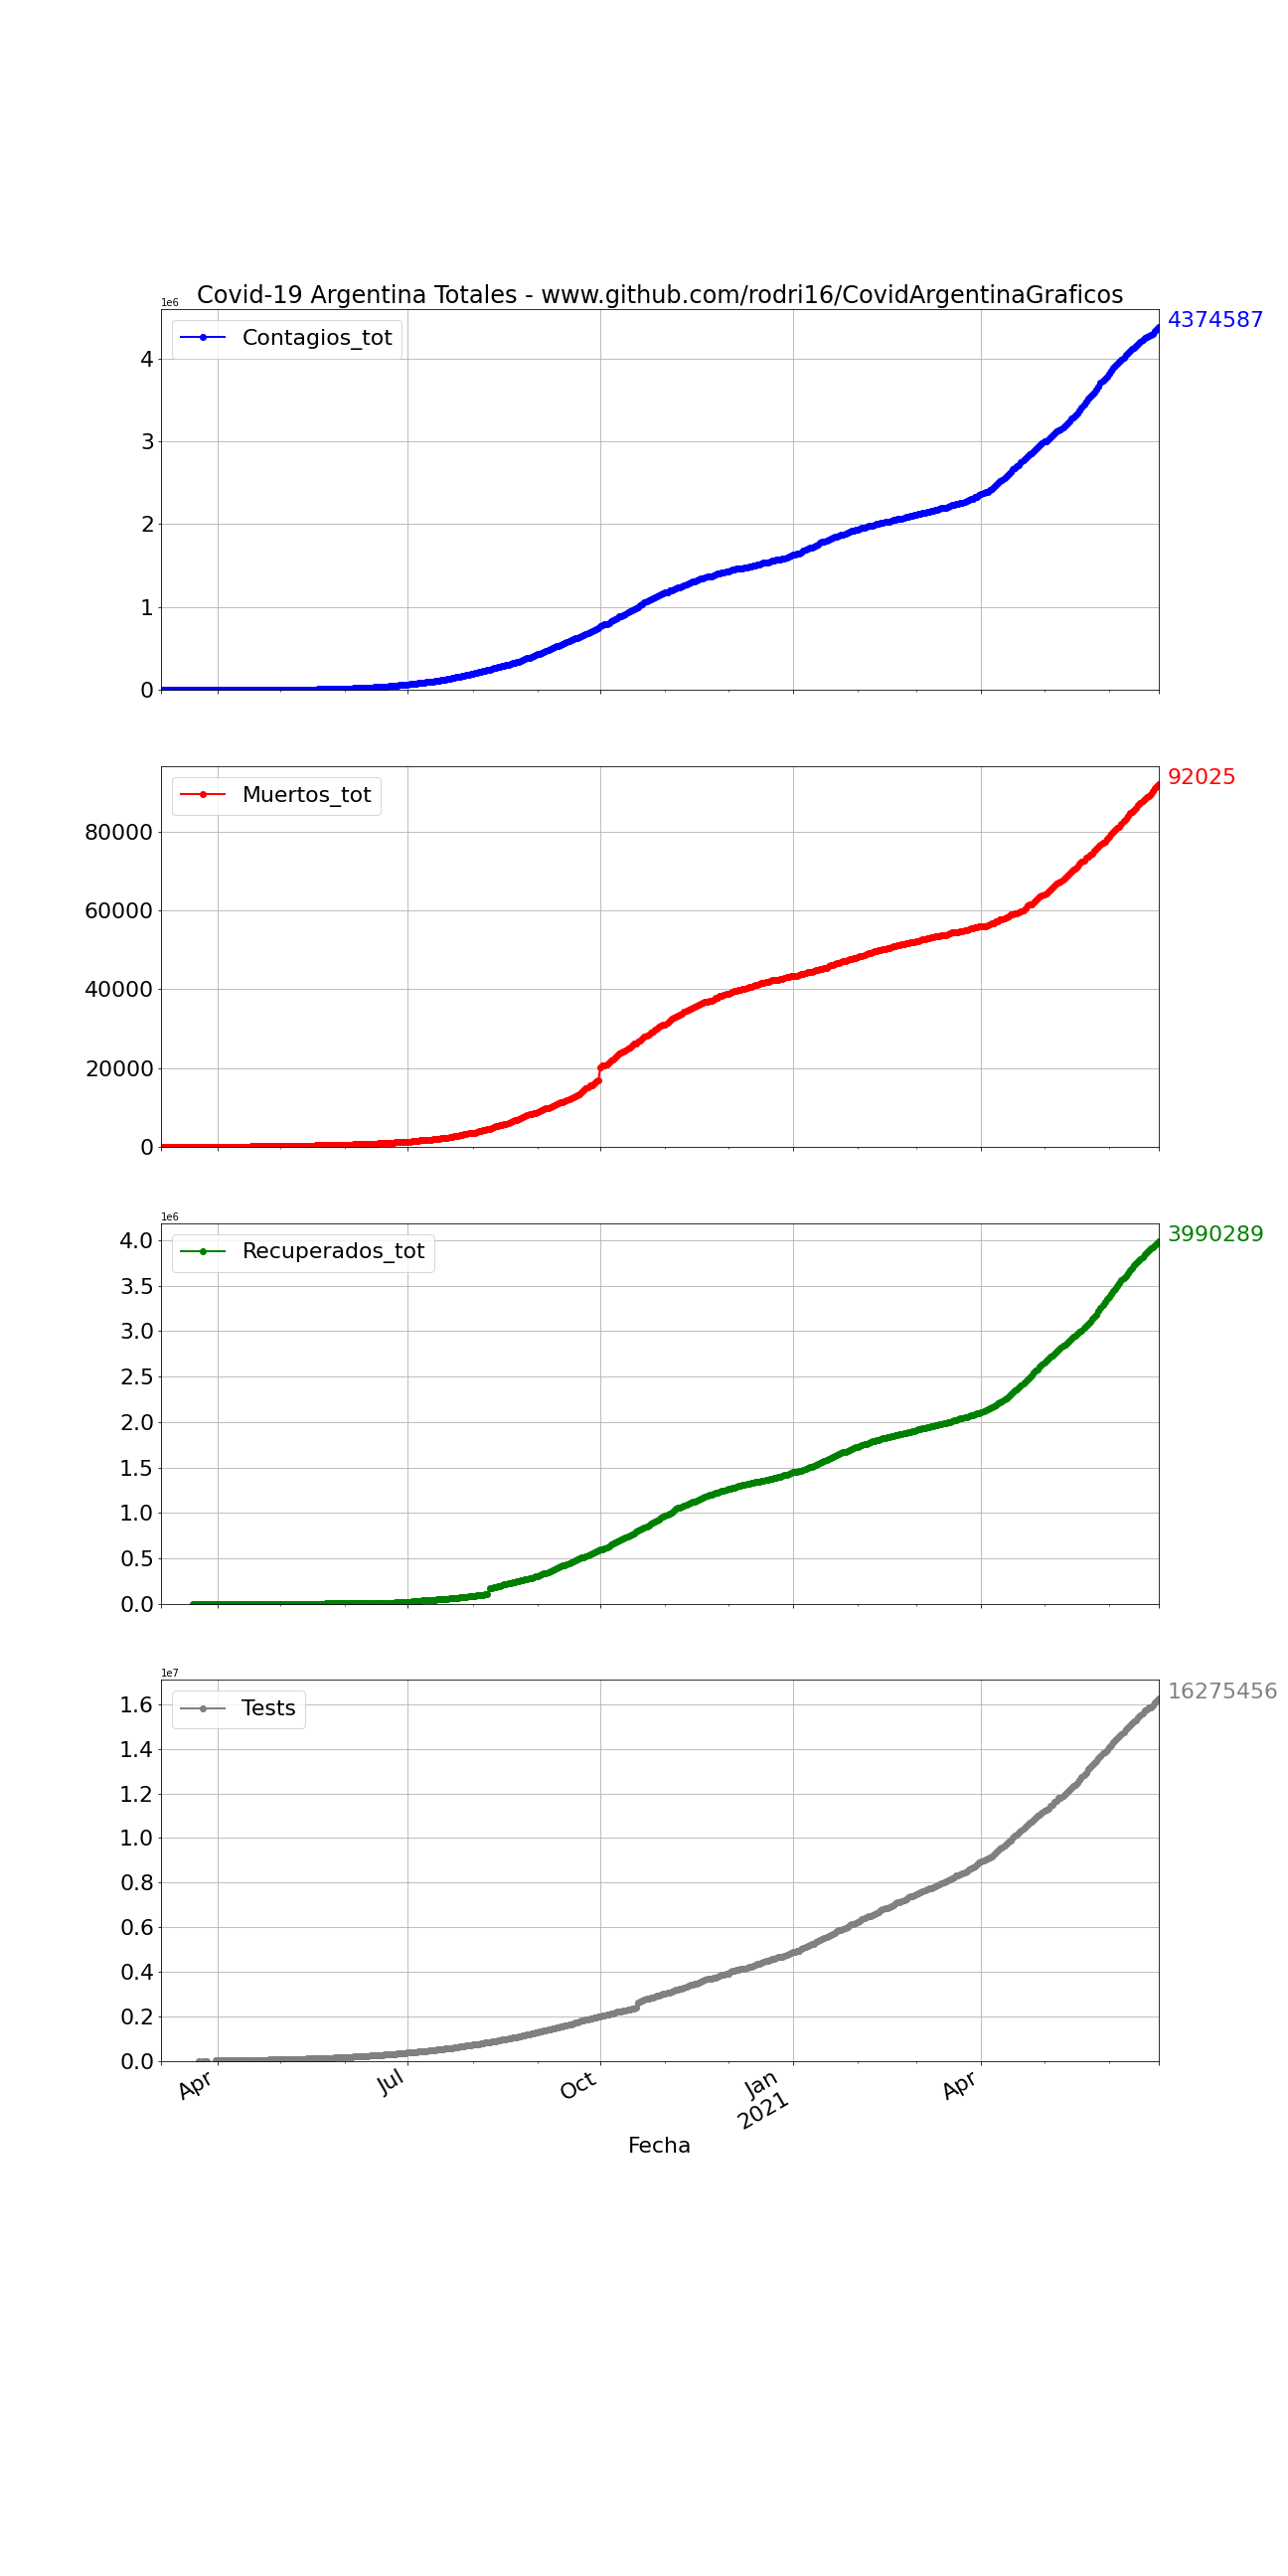 Covid-19 Argentina Totales - www.github.com/rodri16/CovidArgentinaGraficos
1e6
Contagios_tot
4374587
4
3
2
1
0
Muertos_tot
92025
80000
60000
40000
20000
0
1e6
Recuperados_tot
3990289
4.0
3.5
3.0
2.5
2.0
1.5
1.0
0.5
0.0
1e7
Tests
16275456
1.6
1.4
1.2
1.0
0.8
0.6
0.4
0.2
0.0
Apr
Jul
Oct
Jan
2021
Apr
Fecha